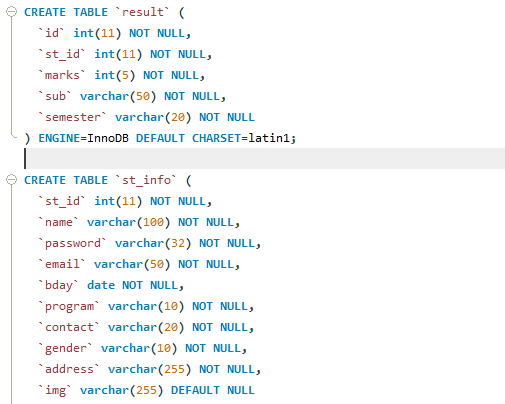 CREATE TABLE `result` (
`id` int(11) NOT NULL,
`st_id` int(11) NOT NULL,
`marks` int(5) NOT NULL,
`sub` varchar(50) NOT NULL,
`semester` varchar(20) NOT NULL
) ENGINE=InnoDB DEFAULT CHARSET=latin1;
CREATE TABLE `st_info` (
`st_id` int(11) NOT NULL,
`name` varchar(100) NOT NULL,
`password` varchar(32) NOT NULL,
`email` varchar(50) NOT NULL,
`bday` date NOT NULL,
`program` varchar(10) NOT NULL,
`contact` varchar(20) NOT NULL,
`gender` varchar(10) NOT NULL,
`address` varchar(255) NOT NULL,
`img` varchar(255) DEFAULT NULL